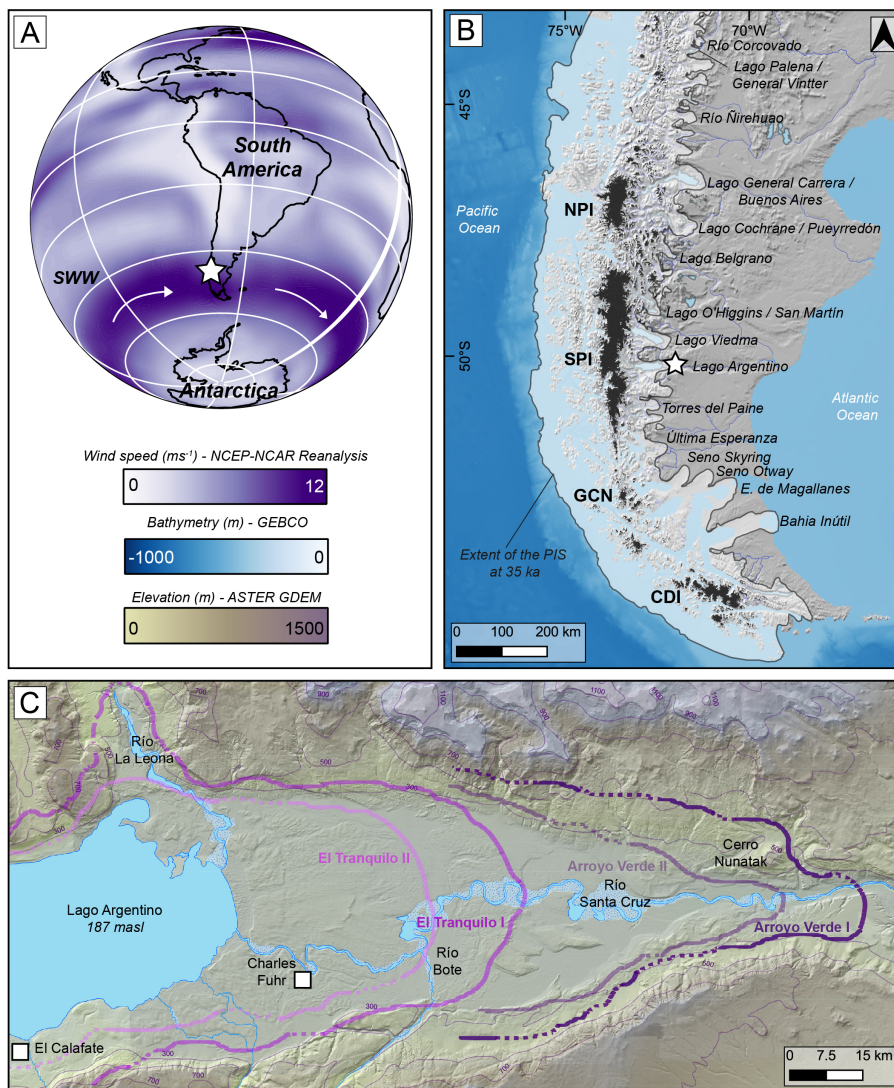 A
South
America
SWW
Antarctica
Wind speed (ms⁻¹) - NCEP-NCAR Reanalysis
0
12
Bathymetry (m) - GEBCO
-1000
0
Elevation (m) - ASTER GDEM
0
1500
B
75°W
70°W
45°S
50°S
Río Corcovado
Lago Palena /
General Vintter
Río Ñirehuao
Lago General Carrera /
Buenos Aires
Lago Cochrane / Pueyrredón
Lago Belgrano
Lago O'Higgins / San Martín
Lago Viedma
Lago Argentino
Torres del Paine
Última Esperanza
Seno Skyring
Seno Otway
E. de Magallanes
Bahia Inútil
Pacific
Ocean
Atlantic
Ocean
NPI
SPI
GCN
CDI
Extent of the PIS
at 35 ka
0 100 200 km
C
Río
La Leona
El Tranquilo II
El Tranquilo I
Arroyo Verde II
Arroyo Verde I
Cerro
Nunatak
Río
Santa Cruz
Lago Argentino
187 masl
Charles
Fuhr
Río
Bote
El Calafate
700
500
300
900
1100
0 7.5 15 km